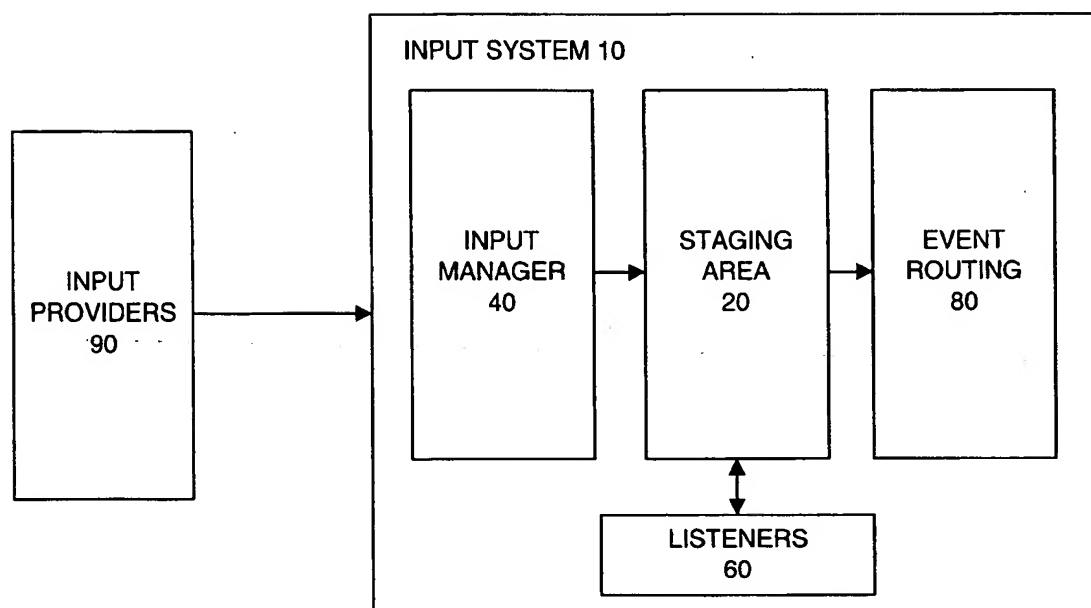 INPUT SYSTEM 10
INPUT
PROVIDERS
90
INPUT
MANAGER
40
STAGING
AREA
20
EVENT
ROUTING
80
LISTENERS
60